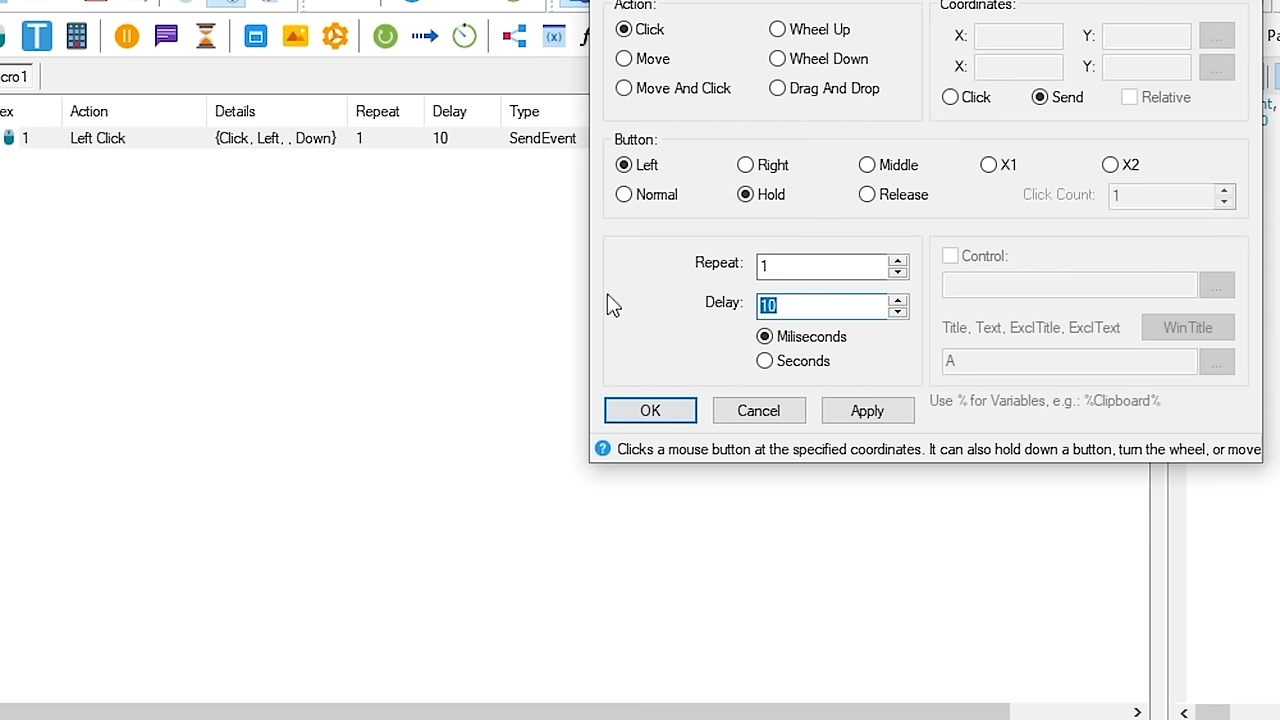 Action:
Coordinates:
Click
Wheel Up
X:
Y:
...
Move
Wheel Down
X:
Y:
...
Move And Click
Drag And Drop
Click
Send
Relative
cro1
ex
Action
Details
Repeat
Delay
Type
1
Left Click
{Click, Left, , Down}
1
10
SendEvent
Button:
Left
Right
Middle
X1
X2
Normal
Hold
Release
Click Count:
1
Repeat:
1
Delay:
10
Miliseconds
Seconds
Control:
...
Title, Text, ExclTitle, ExclText
WinTitle
A
...
OK
Cancel
Apply
Use % for Variables, e.g.: %Clipboard%
? Clicks a mouse button at the specified coordinates. It can also hold down a button, turn the wheel, or move